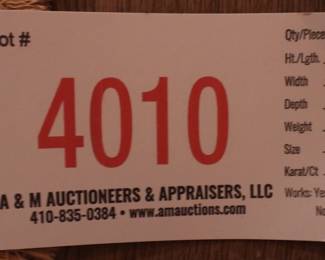 ot #
4010
A & M AUCTIONEERS & APPRAISERS, LLC
410-835-0384 • www.amauctions.com
Qty/Piece
Ht./Lgth.
Width
Depth
Weight
Size
Karat/Ct
Works: Ye
No